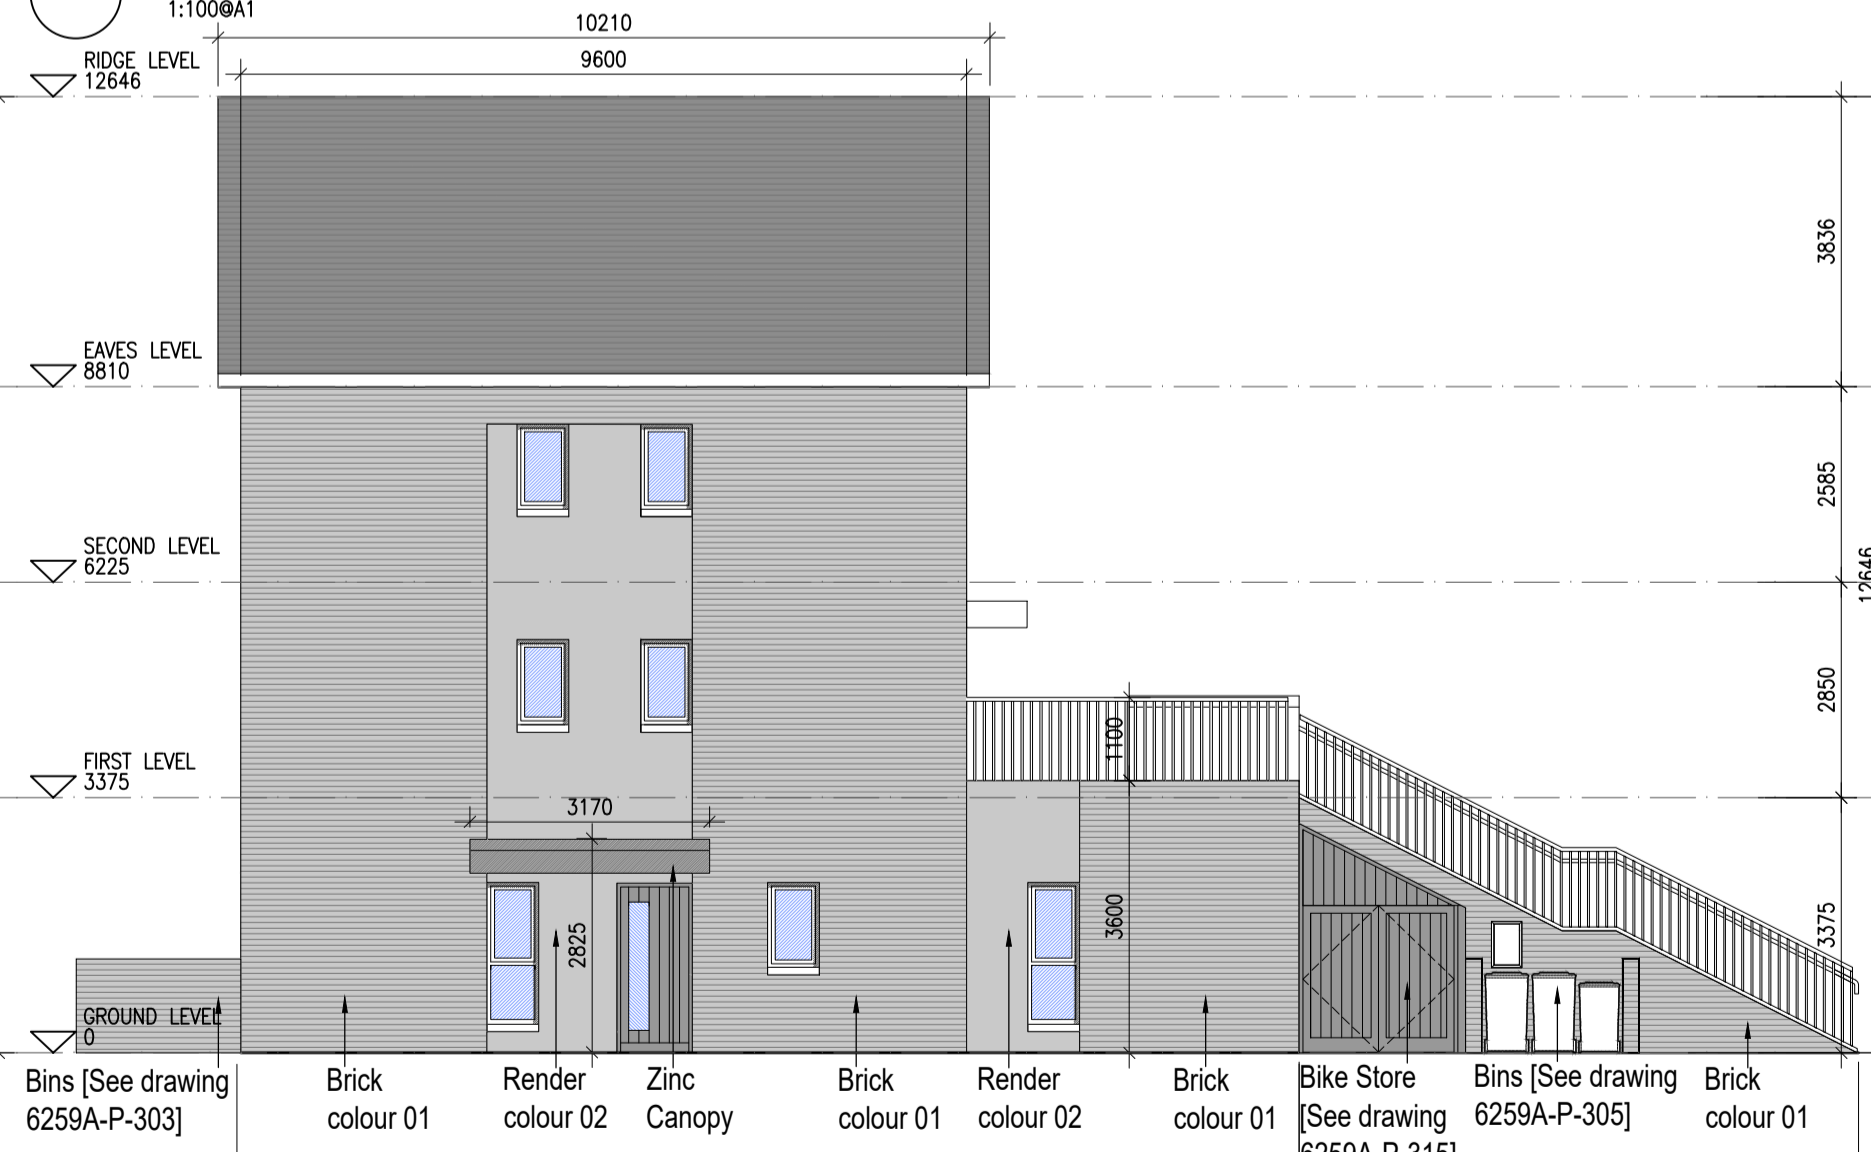 1:100@A1
10210
9600
RIDGE LEVEL
12646
3836
EAVES LEVEL
8810
2585
SECOND LEVEL
6225
12646
2850
1100
FIRST LEVEL
3375
3170
2825
3600
3375
GROUND LEVEL
0
Bins [See drawing
6259A-P-303]
Brick
colour 01
Render
colour 02
Zinc
Canopy
Brick
colour 01
Render
colour 02
Brick
colour 01
Bike Store
[See drawing
6259A-P-315]
Bins [See drawing
6259A-P-305]
Brick
colour 01